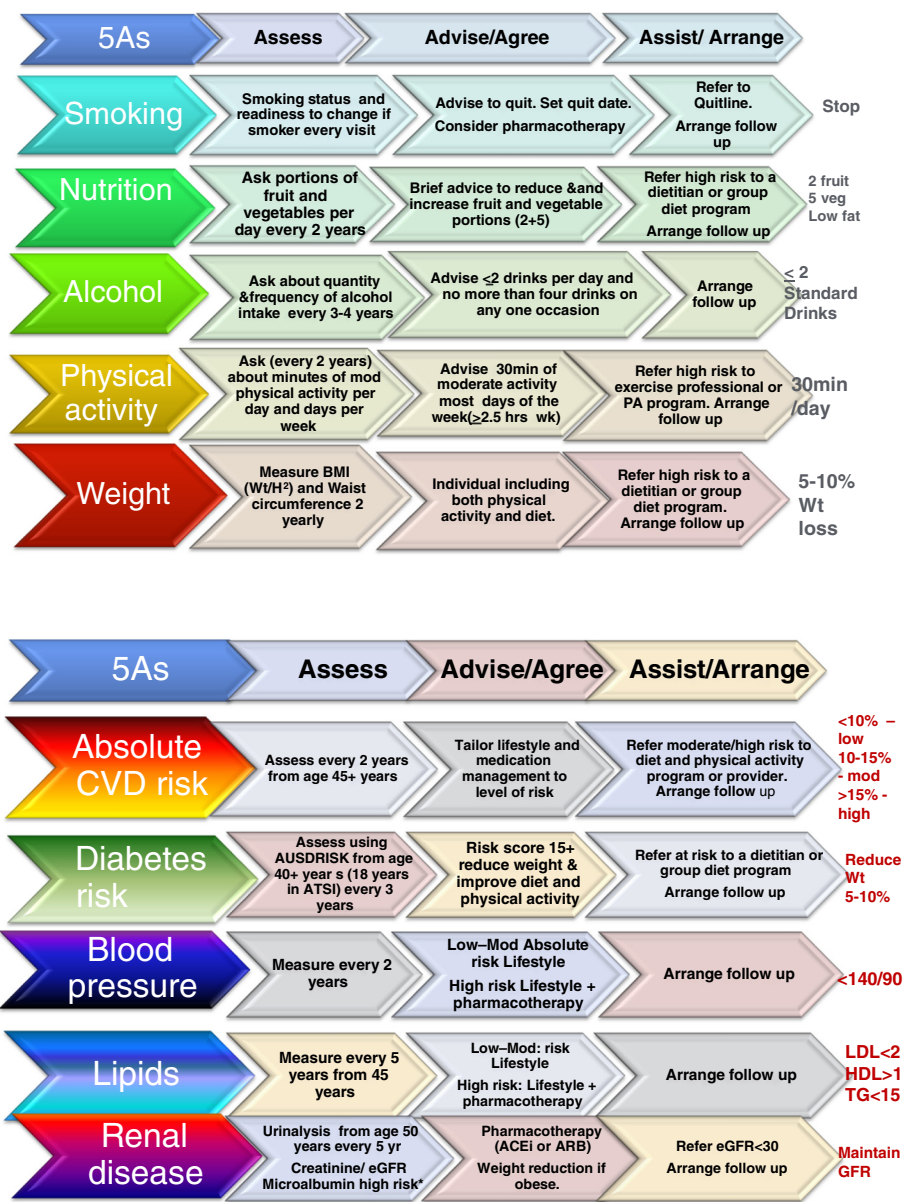 5As
Assess
Advise/Agree
Assist/ Arrange
Smoking
Smoking status and
readiness to change if
smoker every visit
Advise to quit. Set quit date.
Consider pharmacotherapy
Refer to
Quitline.
Arrange follow
up
Stop
Nutrition
Ask portions of
fruit and
vegetables per
day every 2 years
Brief advice to reduce &and
increase fruit and vegetable
portions (2+5)
Refer high risk to a
dietitian or group
diet program
Arrange follow up
2 fruit
5 veg
Low fat
Alcohol
Ask about quantity
&frequency of alcohol
intake every 3-4 years
Advise ≤2 drinks per day and
no more than four drinks on
any one occasion
Arrange
follow up
≤ 2
Standard
Drinks
Physical
activity
Ask (every 2 years)
about minutes of mod
physical activity per
day and days per
week
Advise 30min of
moderate activity
most days of the
week(≥2.5 hrs wk)
Refer high risk to
exercise professional or
PA program. Arrange
follow up
30min
/day
Weight
Measure BMI
(Wt/H²) and Waist
circumference 2
yearly
Individual including
both physical
activity and diet.
Refer high risk to a
dietitian or group
diet program.
Arrange follow up
5-10%
Wt
loss
5As
Assess
Advise/Agree
Assist/Arrange
Absolute
CVD risk
Assess every 2 years
from age 45+ years
Tailor lifestyle and
medication
management to
level of risk
Refer moderate/high risk to
diet and physical activity
program or provider.
Arrange follow up
<10% –
low
10-15%
- mod
>15% -
high
Diabetes
risk
Assess using
AUSDRISK from age
40+ year s (18 years
in ATSI) every 3
years
Risk score 15+
reduce weight &
improve diet and
physical activity
Refer at risk to a dietitian or
group diet program
Arrange follow up
Reduce
Wt
5-10%
Blood
pressure
Measure every 2
years
Low–Mod Absolute
risk Lifestyle
High risk Lifestyle +
pharmacotherapy
Arrange follow up
<140/90
Lipids
Measure every 5
years from 45
years
Low–Mod: risk
Lifestyle
High risk: Lifestyle +
pharmacotherapy
Arrange follow up
LDL<2
HDL>1
TG<15
Renal
disease
Urinalysis from age 50
years every 5 yr
Creatinine/ eGFR
Microalbumin high risk*
Pharmacotherapy
(ACEi or ARB)
Weight reduction if
obese.
Refer eGFR<30
Arrange follow up
Maintain
GFR